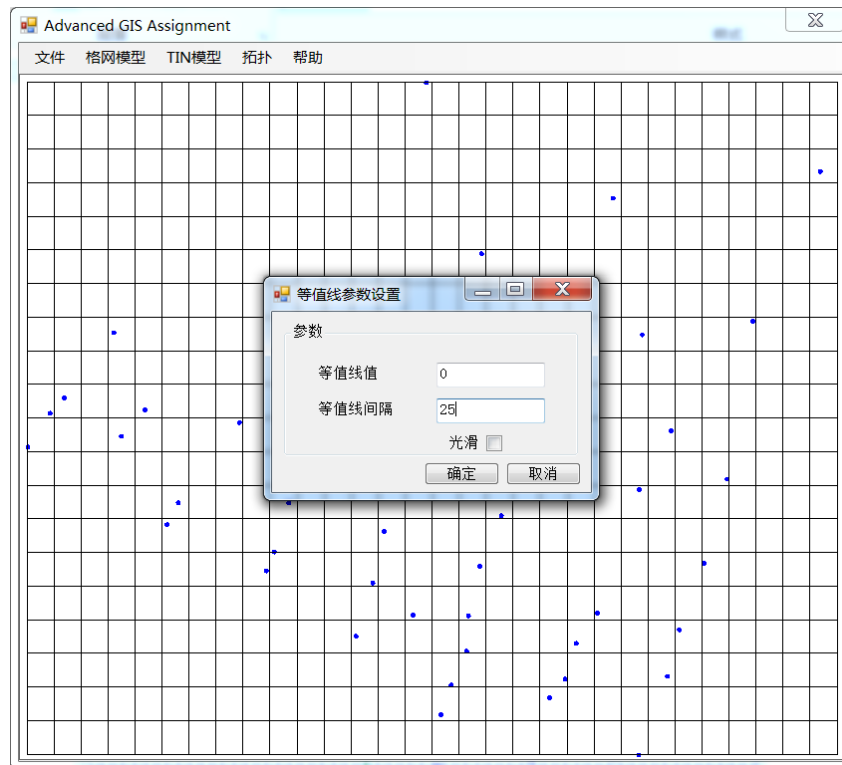 Advanced GIS Assignment
文件 格网模型 TIN模型 拓扑 帮助
等值线参数设置
参数
等值线值 0
等值线间隔 25
光滑
确定 取消